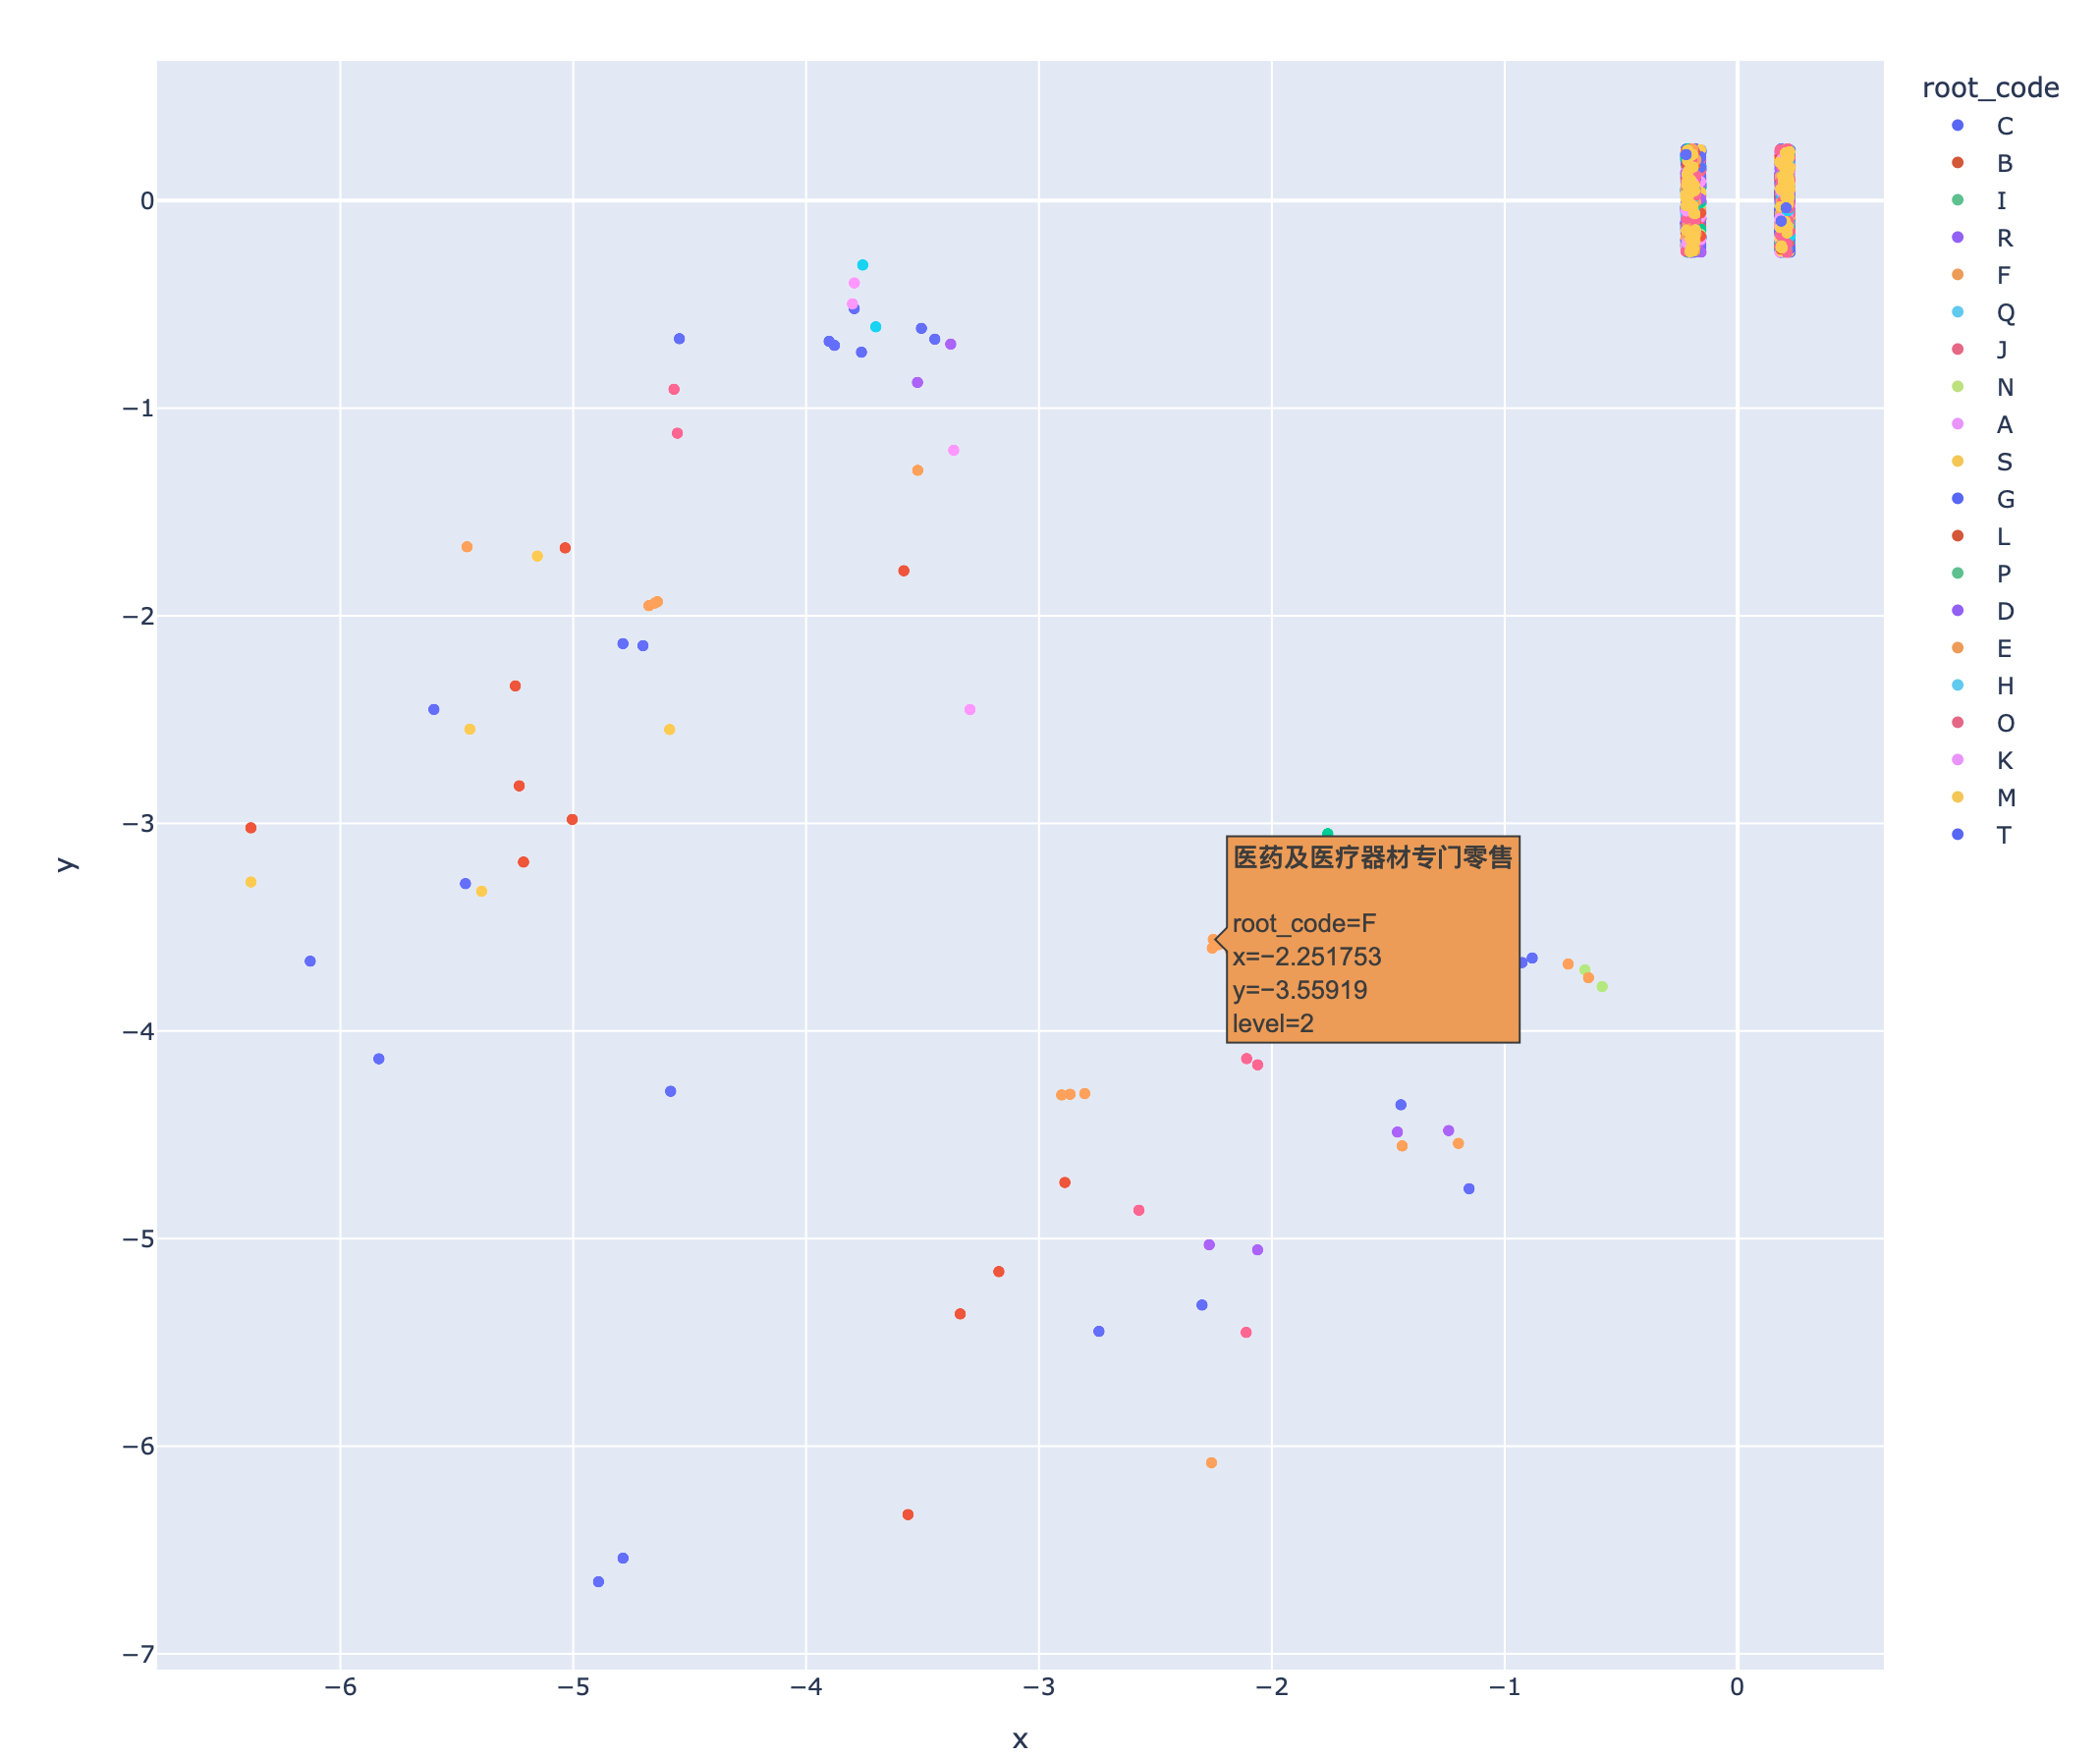 root_code
C
B
I
R
F
Q
J
N
A
S
G
L
P
D
E
H
O
K
M
T
0
−1
−2
−3
−4
−5
−6
−7
y
医药及医疗器材专门零售
root_code=F
x=−2.251753
y=−3.55919
level=2
−6
−5
−4
−3
−2
−1
0
x